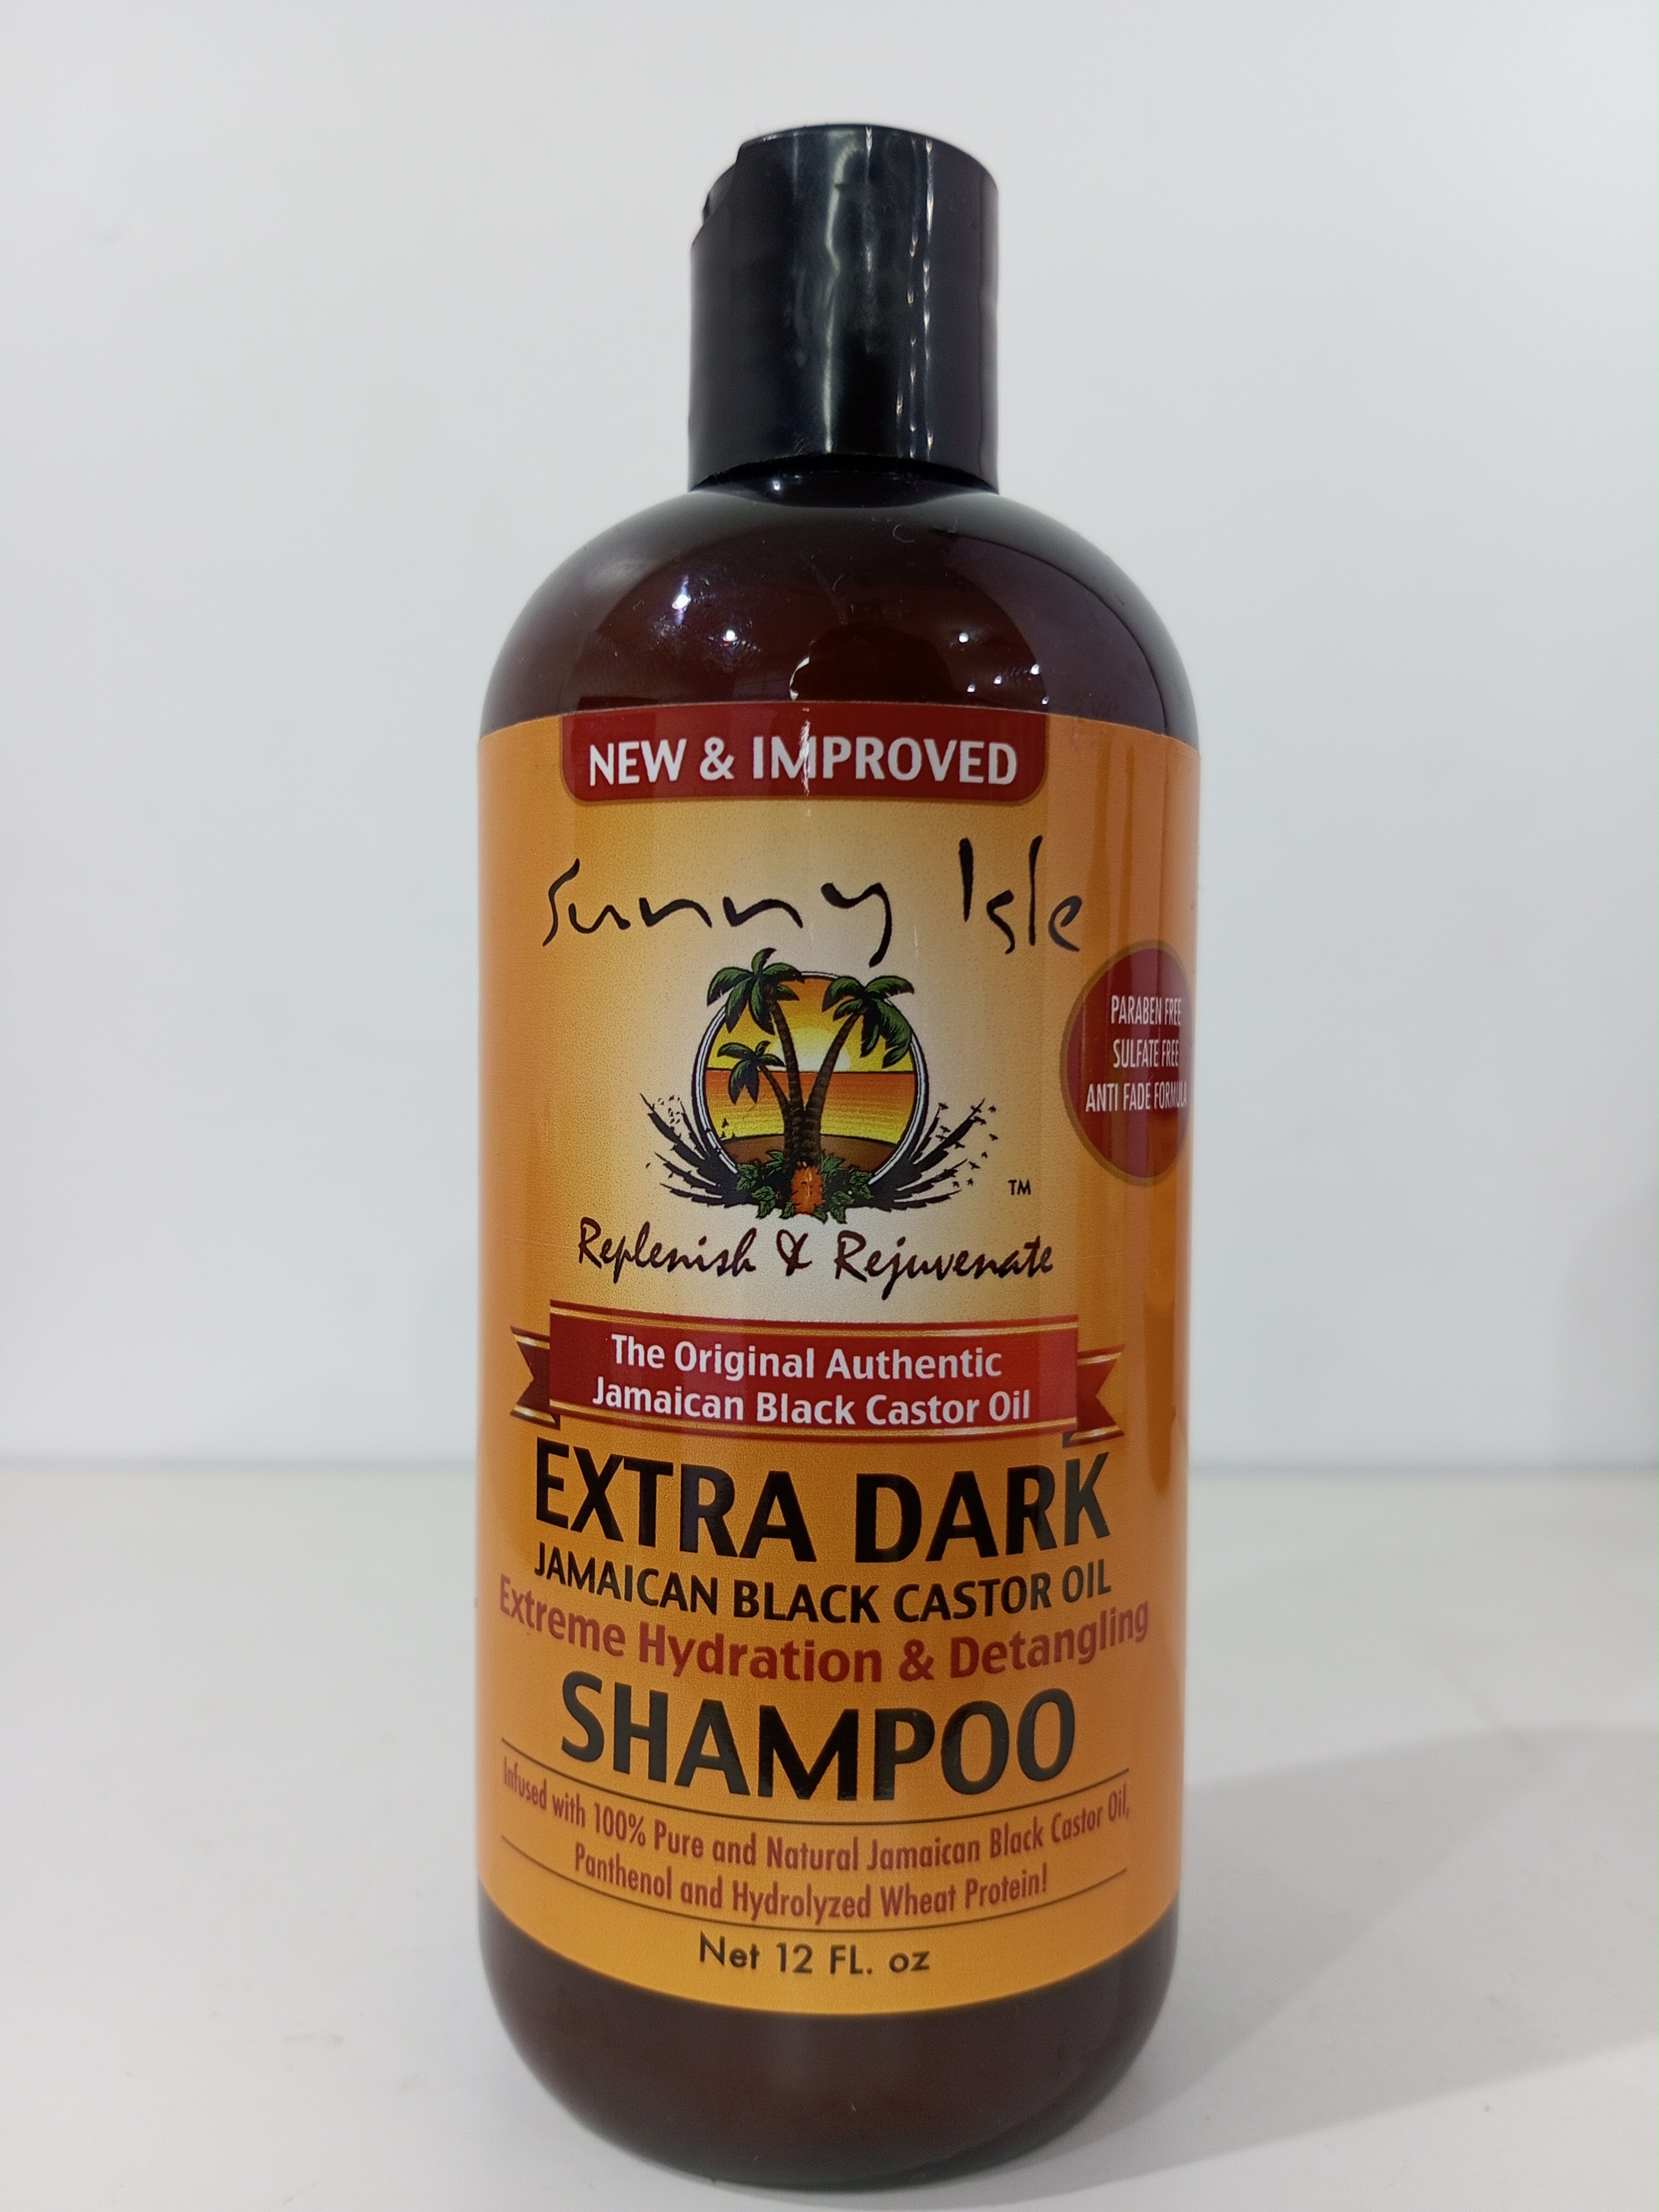 NEW & IMPROVED
Sunny Isle
PARABEN FREE
SULFATE FREE
ANTI FADE FORMULA
TM
Replenish & Rejuvenate
The Original Authentic
Jamaican Black Castor Oil
EXTRA DARK
JAMAICAN BLACK CASTOR OIL
Extreme Hydration & Detangling
SHAMPOO
Infused with 100% Pure and Natural Jamaican Black Castor Oil,
Panthenol and Hydrolyzed Wheat Protein!
Net 12 FL. oz